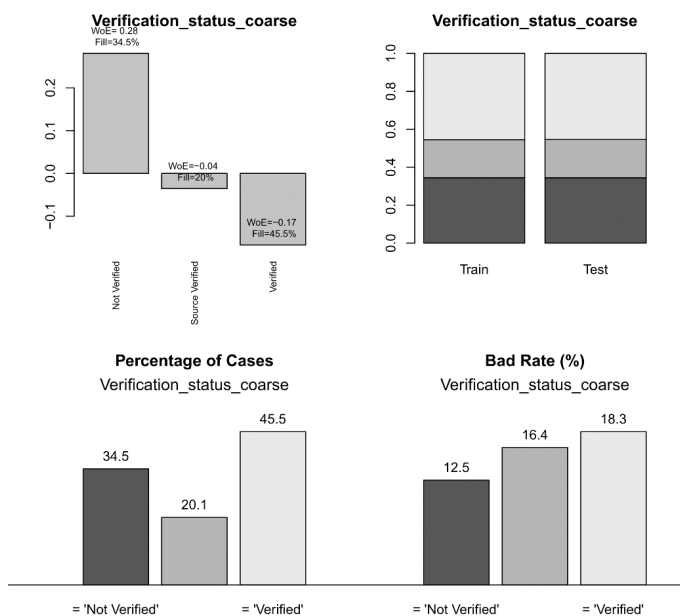 Verification_status_coarse
WoE= 0.28
Fill=34.5%
0.2
0.1
0.0
−0.1
WoE=−0.04
Fill=20%
WoE=−0.17
Fill=45.5%
Not Verified
Source Verified
Verified
Verification_status_coarse
1.0
0.8
0.6
0.4
0.2
0.0
Train
Test
Percentage of Cases
Verification_status_coarse
34.5
20.1
45.5
= 'Not Verified'
= 'Verified'
Bad Rate (%)
Verification_status_coarse
12.5
16.4
18.3
= 'Not Verified'
= 'Verified'